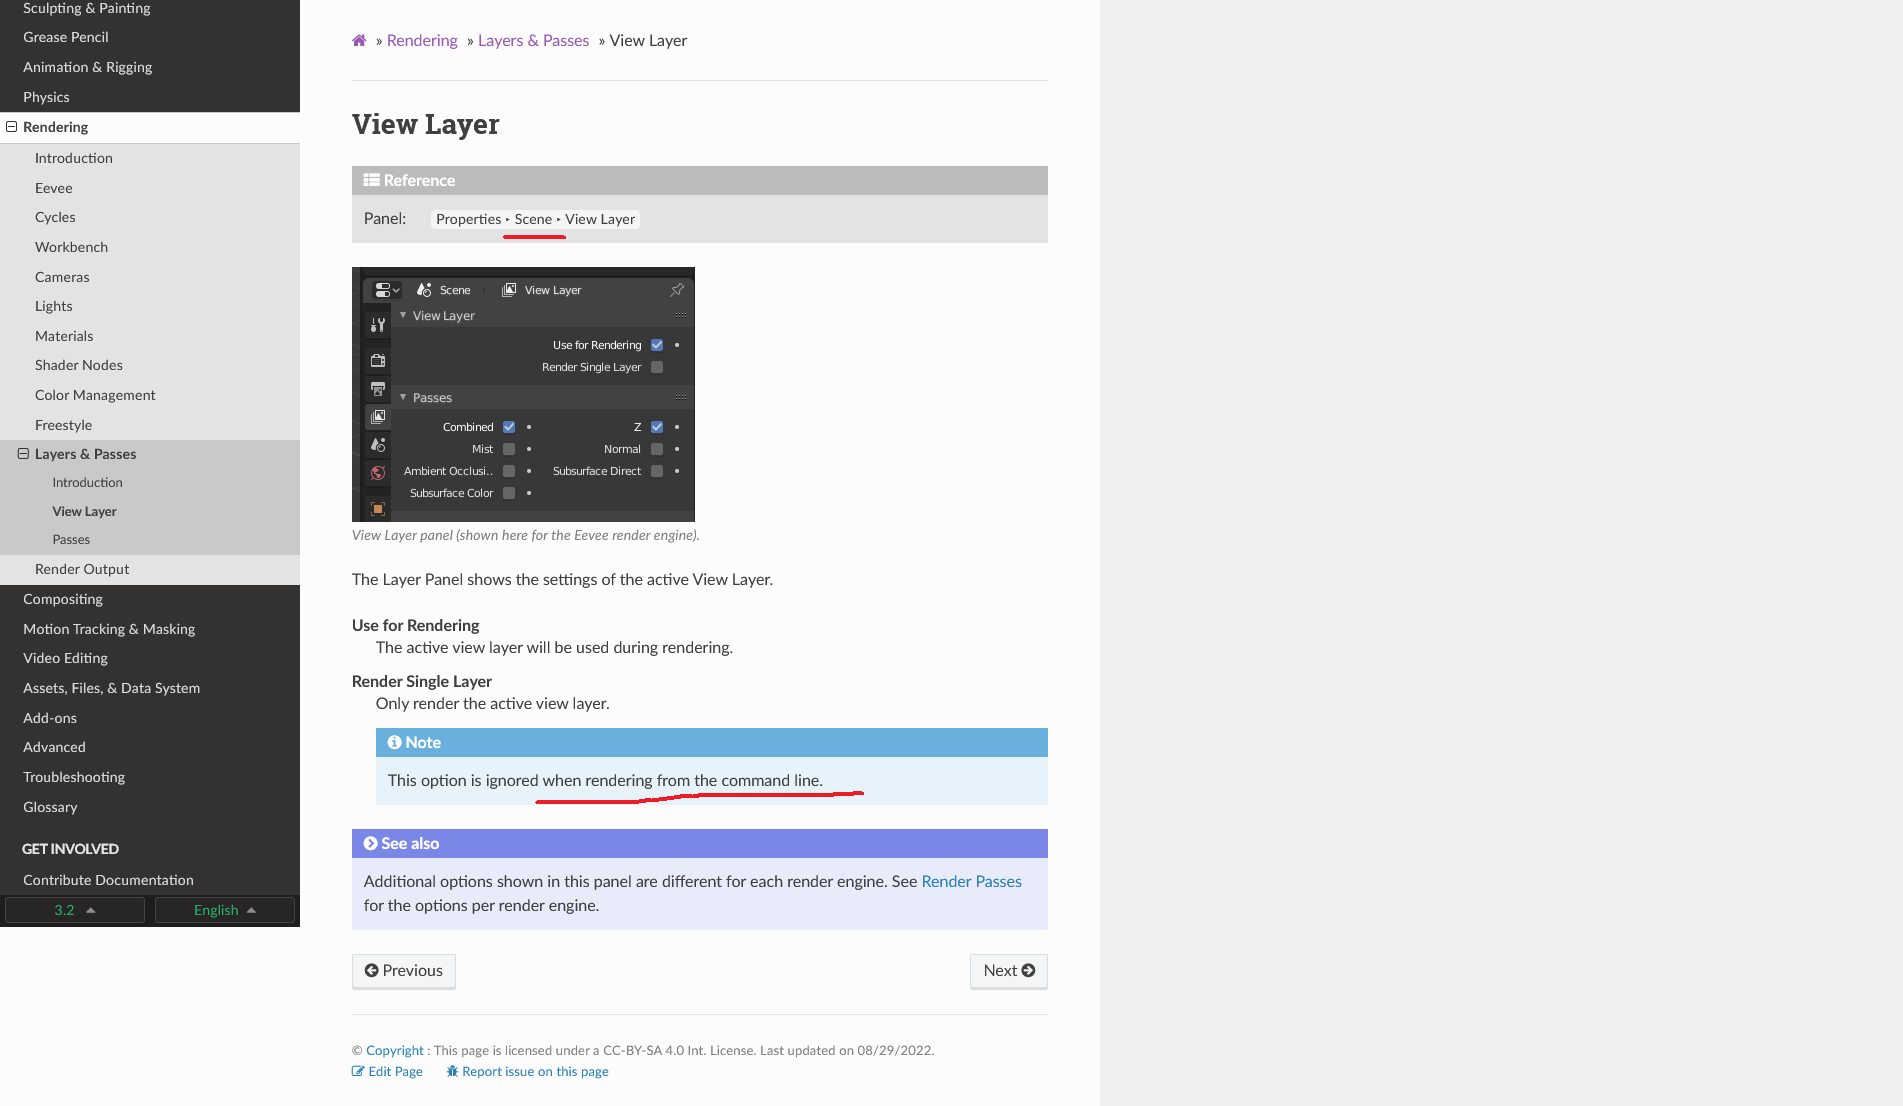 Sculpting & Painting
Grease Pencil
Animation & Rigging
Physics
Rendering
Introduction
Eevee
Cycles
Workbench
Cameras
Lights
Materials
Shader Nodes
Color Management
Freestyle
Layers & Passes
Introduction
View Layer
Passes
Render Output
Compositing
Motion Tracking & Masking
Video Editing
Assets, Files, & Data System
Add-ons
Advanced
Troubleshooting
Glossary
GET INVOLVED
Contribute Documentation
3.2 English
» Rendering » Layers & Passes » View Layer
View Layer
Reference
Panel: Properties ‣ Scene ‣ View Layer
Scene View Layer
View Layer
Use for Rendering
Render Single Layer
Passes
Combined Z
Mist Normal
Ambient Occlusi.. Subsurface Direct
Subsurface Color
View Layer panel (shown here for the Eevee render engine).
The Layer Panel shows the settings of the active View Layer.
Use for Rendering
The active view layer will be used during rendering.
Render Single Layer
Only render the active view layer.
Note
This option is ignored when rendering from the command line.
See also
Additional options shown in this panel are different for each render engine. See Render Passes
for the options per render engine.
Previous Next
© Copyright : This page is licensed under a CC-BY-SA 4.0 Int. License. Last updated on 08/29/2022.
Edit Page Report issue on this page